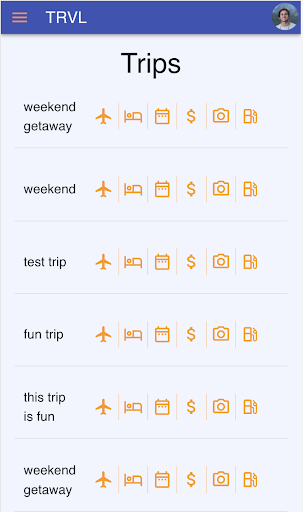 TRVL
Trips
weekend
getaway
weekend
test trip
fun trip
this trip
is fun
weekend
getaway